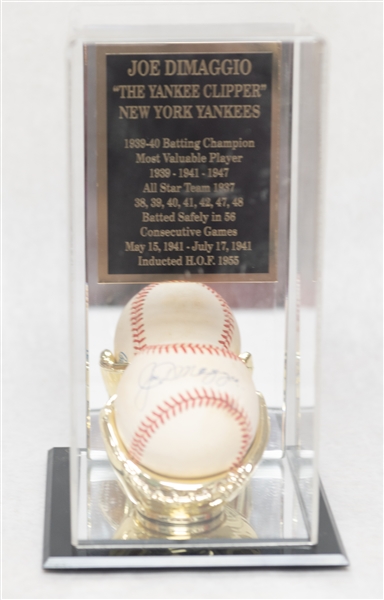 JOE DIMAGGIO
"THE YANKEE CLIPPER"
NEW YORK YANKEES
1939-40 Batting Champion
Most Valuable Player
1939 - 1941 - 1947
All Star Team 1937
38, 39, 40, 41, 42, 47, 48
Batted Safely in 56
Consecutive Games
May 15, 1941 - July 17, 1941
Inducted H.O.F. 1955
Joe DiMaggio